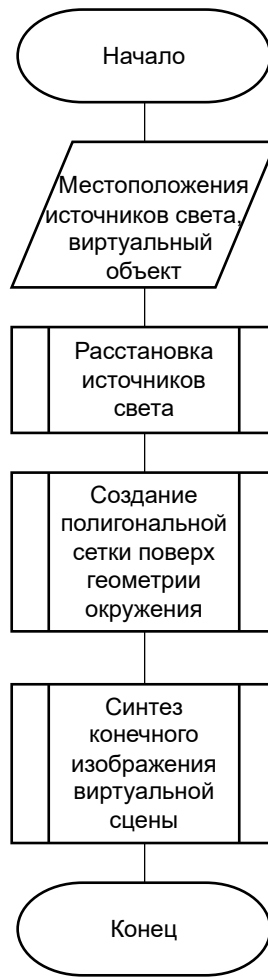 Начало
Местоположения
источников света,
виртуальный
объект
Расстановка
источников
света
Создание
полигональной
сетки поверх
геометрии
окружения
Синтез
конечного
изображения
виртуальной
сцены
Конец